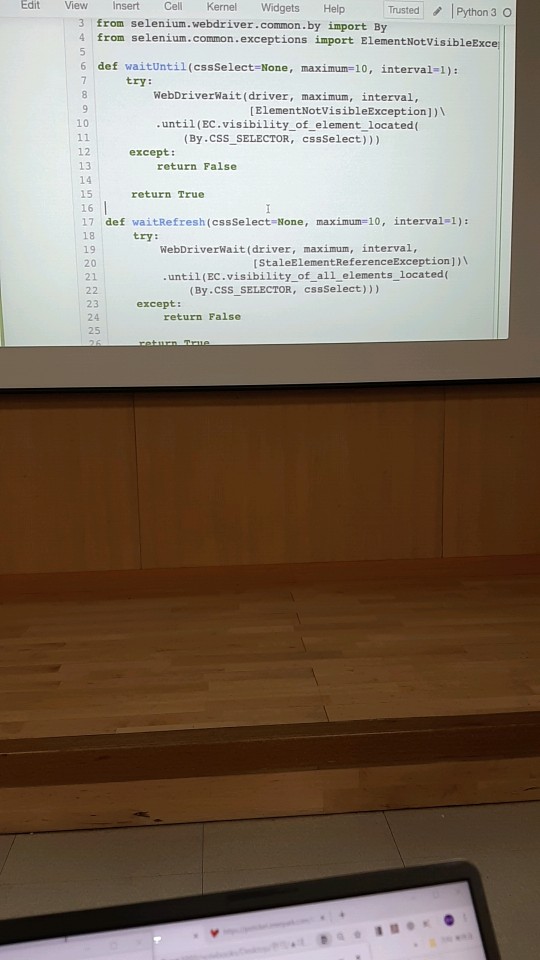 Edit View Insert Cell Kernel Widgets Help Trusted Python 3
3 from selenium.webdriver.common.by import By
4 from selenium.common.exceptions import ElementNotVisibleExce
5
6 def waitUntil(cssSelect=None, maximum=10, interval=1):
7 try:
8 WebDriverWait(driver, maximum, interval,
9 [ElementNotVisibleException])\
10 .until(EC.visibility_of_element_located(
11 (By.CSS_SELECTOR, cssSelect)))
12 except:
13 return False
14
15 return True
16
17 def waitRefresh(cssSelect=None, maximum=10, interval=1):
18 try:
19 WebDriverWait(driver, maximum, interval,
20 [StaleElementReferenceException])\
21 .until(EC.visibility_of_all_elements_located(
22 (By.CSS_SELECTOR, cssSelect)))
23 except:
24 return False
25
26 return True